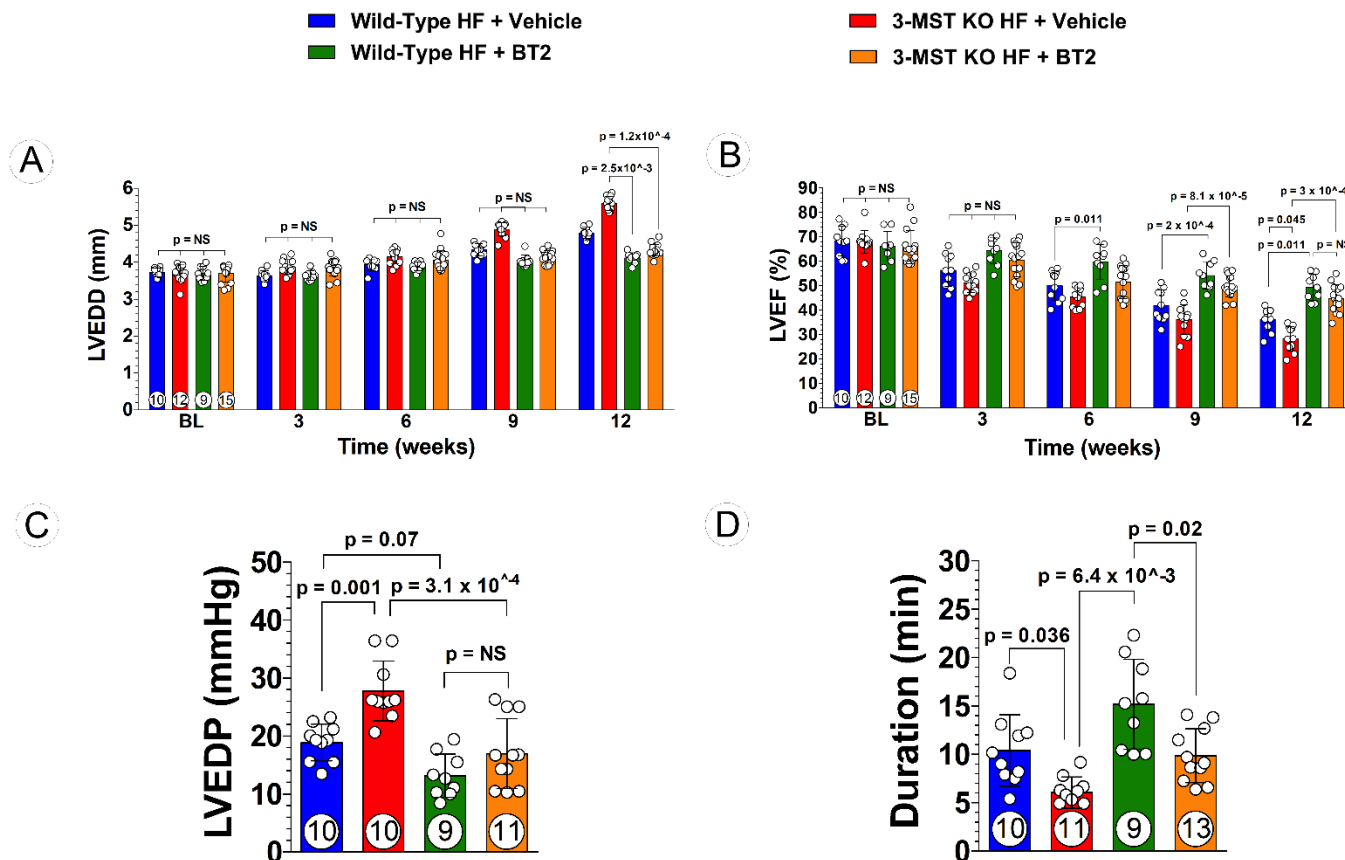 Wild-Type HF + Vehicle
3-MST KO HF + Vehicle
Wild-Type HF + BT2
3-MST KO HF + BT2
A
p = 1.2x10^-4
p = 2.5x10^-3
p = NS
p = NS
p = NS
p = NS
LVEDD (mm)
6
5
4
3
2
1
0
10 12 9 15
BL 3 6 9 12
Time (weeks)
B
p = NS
p = NS
p = 0.011
p = 8.1 x 10^-5
p = 2 x 10^-4
p = 3 x 10^-4
p = 0.045
p = 0.011
p = NS
LVEF (%)
90
80
70
60
50
40
30
20
10
0
10 12 9 15
BL 3 6 9 12
Time (weeks)
C
p = 0.07
p = 0.001
p = 3.1 x 10^-4
p = NS
LVEDP (mmHg)
50
40
30
20
10
0
10 10 9 11
D
p = 0.02
p = 6.4 x 10^-3
p = 0.036
Duration (min)
30
25
20
15
10
5
0
10 11 9 13